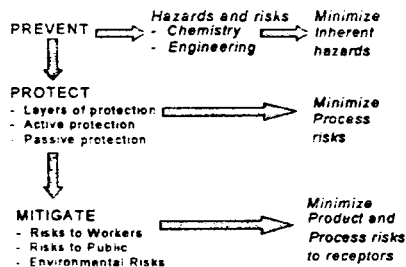 PREVENT
Hazards and risks
- Chemistry
- Engineering
Minimize
Inherent
hazards
PROTECT
- Layers of protection
- Active protection
- Passive protection
Minimize
Process
risks
MITIGATE
- Risks to Workers
- Risks to Public
- Environmental Risks
Minimize
Product and
Process risks
to receptors